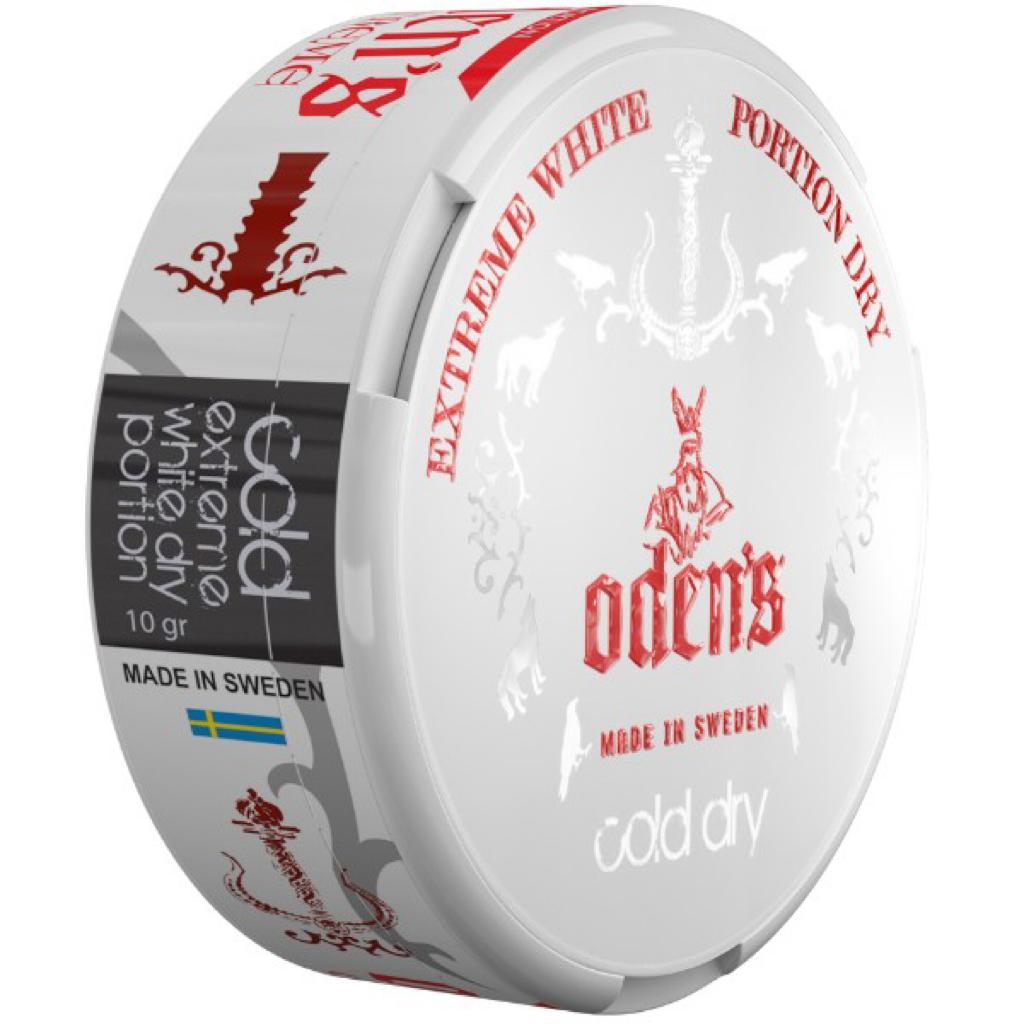 EXTREME WHITE
PORTION DRY
oden's
MADE IN SWEDEN
cold dry
cold
extreme
white dry
portion
10 gr
MADE IN SWEDEN